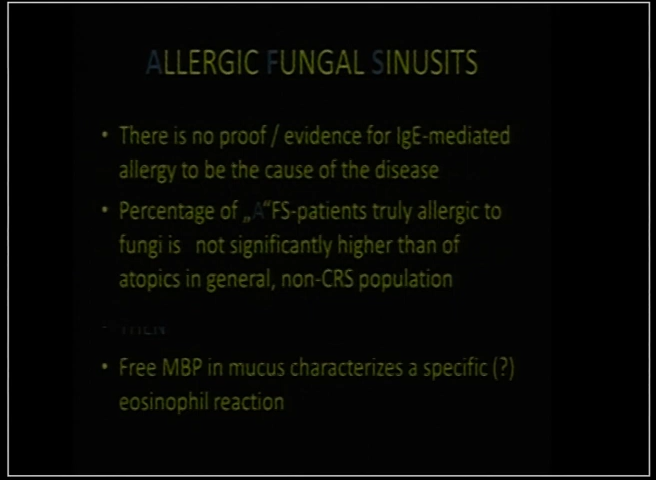 ALLERGIC FUNGAL SINUSITS
• There is no proof / evidence for IgE-mediated
allergy to be the cause of the disease
• Percentage of „A“FS-patients truly allergic to
fungi is not significantly higher than of
atopics in general, non-CRS population
• Free MBP in mucus characterizes a specific (?)
eosinophil reaction